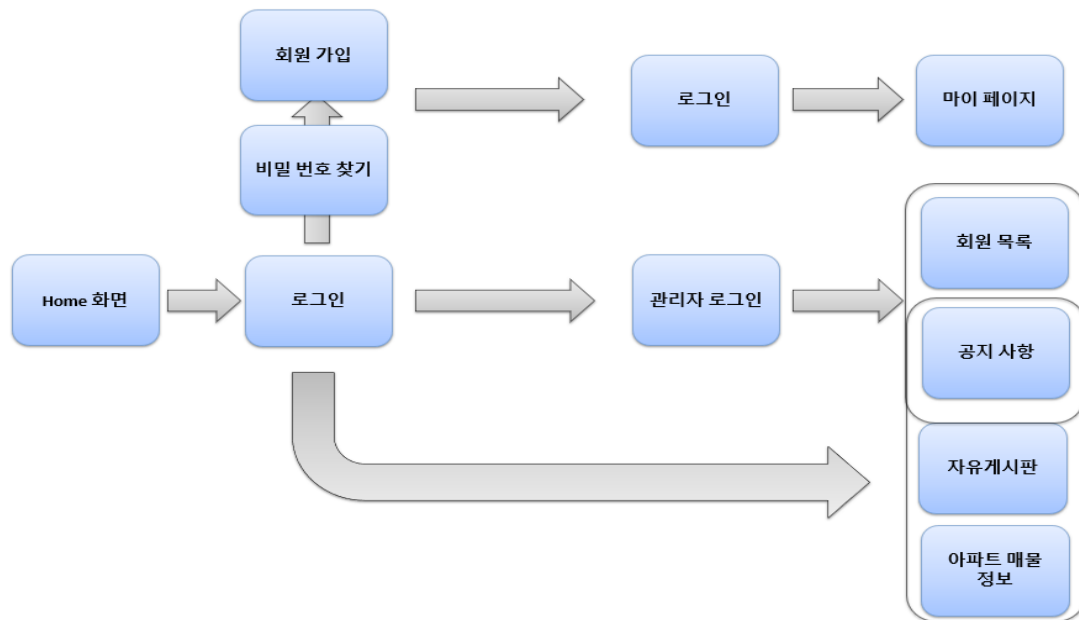 회원 가입
로그인
마이 페이지
비밀 번호 찾기
회원 목록
Home 화면
로그인
관리자 로그인
공지 사항
자유게시판
아파트 매물
정보